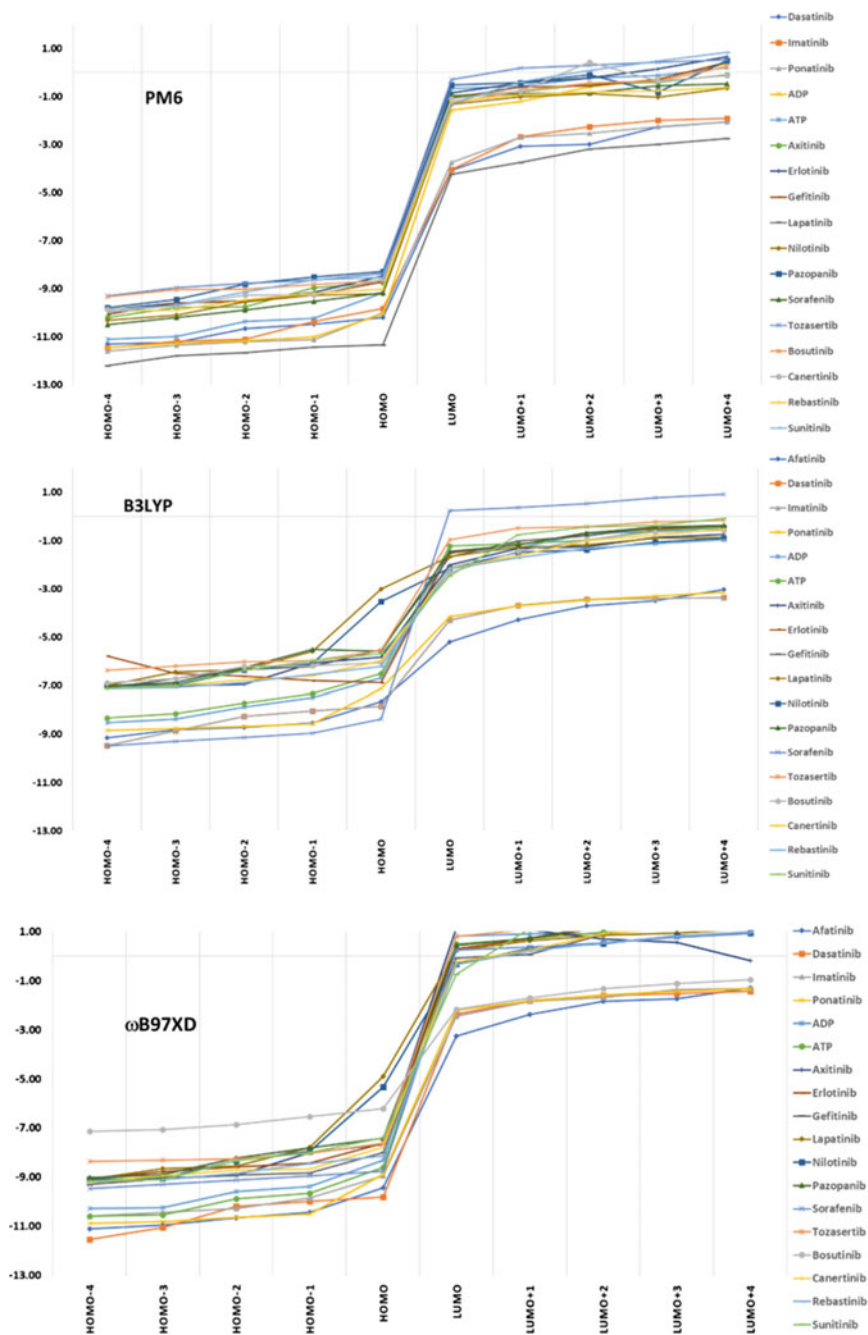 PM6
1.00
-1.00
-3.00
-5.00
-7.00
-9.00
-11.00
-13.00
HOMO-4
HOMO-3
HOMO-2
HOMO-1
HOMO
LUMO
LUMO+1
LUMO+2
LUMO+3
LUMO+4
Dasatinib
Imatinib
Ponatinib
ADP
ATP
Axitinib
Erlotinib
Gefitinib
Lapatinib
Nilotinib
Pazopanib
Sorafenib
Tozasertib
Bosutinib
Canertinib
Rebastinib
Sunitinib
B3LYP
1.00
-1.00
-3.00
-5.00
-7.00
-9.00
-11.00
-13.00
HOMO-4
HOMO-3
HOMO-2
HOMO-1
HOMO
LUMO
LUMO+1
LUMO+2
LUMO+3
LUMO+4
Afatinib
Dasatinib
Imatinib
Ponatinib
ADP
ATP
Axitinib
Erlotinib
Gefitinib
Lapatinib
Nilotinib
Pazopanib
Sorafenib
Tozasertib
Bosutinib
Canertinib
Rebastinib
Sunitinib
ωB97XD
1.00
-1.00
-3.00
-5.00
-7.00
-9.00
-11.00
-13.00
HOMO-4
HOMO-3
HOMO-2
HOMO-1
HOMO
LUMO
LUMO+1
LUMO+2
LUMO+3
LUMO+4
Afatinib
Dasatinib
Imatinib
Ponatinib
ADP
ATP
Axitinib
Erlotinib
Gefitinib
Lapatinib
Nilotinib
Pazopanib
Sorafenib
Tozasertib
Bosutinib
Canertinib
Rebastinib
Sunitinib